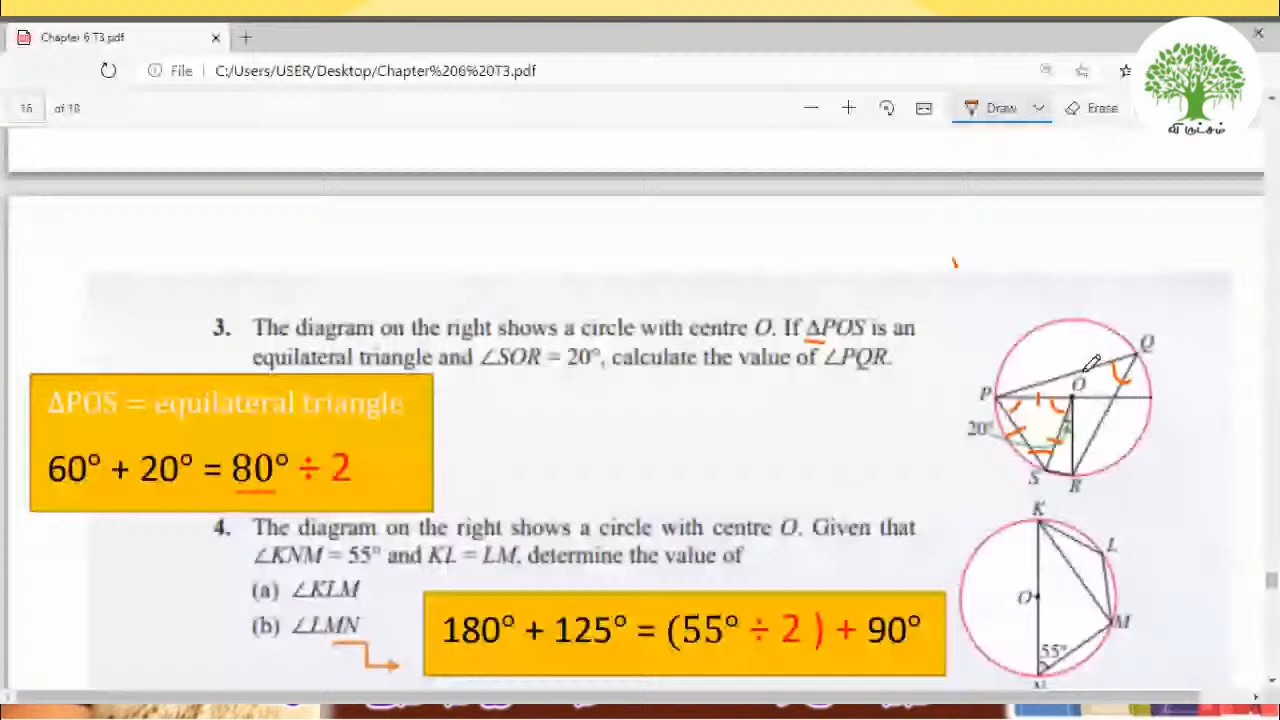 Chapter 6 T3.pdf
File C:/Users/USER/Desktop/Chapter%206%20T3.pdf
16 of 18
Draw Erase
விருட்சம்
3. The diagram on the right shows a circle with centre O. If ΔPOS is an
equilateral triangle and ∠SOR = 20°, calculate the value of ∠PQR.
ΔPOS = equilateral triangle
60° + 20° = 80° ÷ 2
Q
P
O
20°
S
R
4. The diagram on the right shows a circle with centre O. Given that
∠KNM = 55° and KL = LM, determine the value of
(a) ∠KLM
(b) ∠LMN
180° + 125° = (55° ÷ 2 ) + 90°
K
L
O
M
55°
N